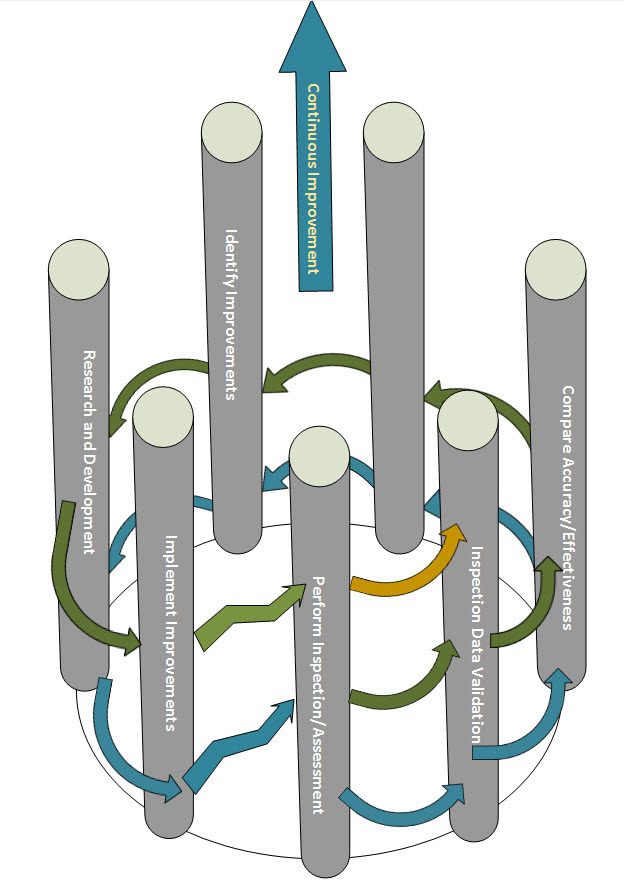 Continuous Improvement
Identify Improvements
Research and Development
Compare Accuracy/Effectiveness
Implement Improvements
Perform Inspection/Assessment
Inspection Data Validation